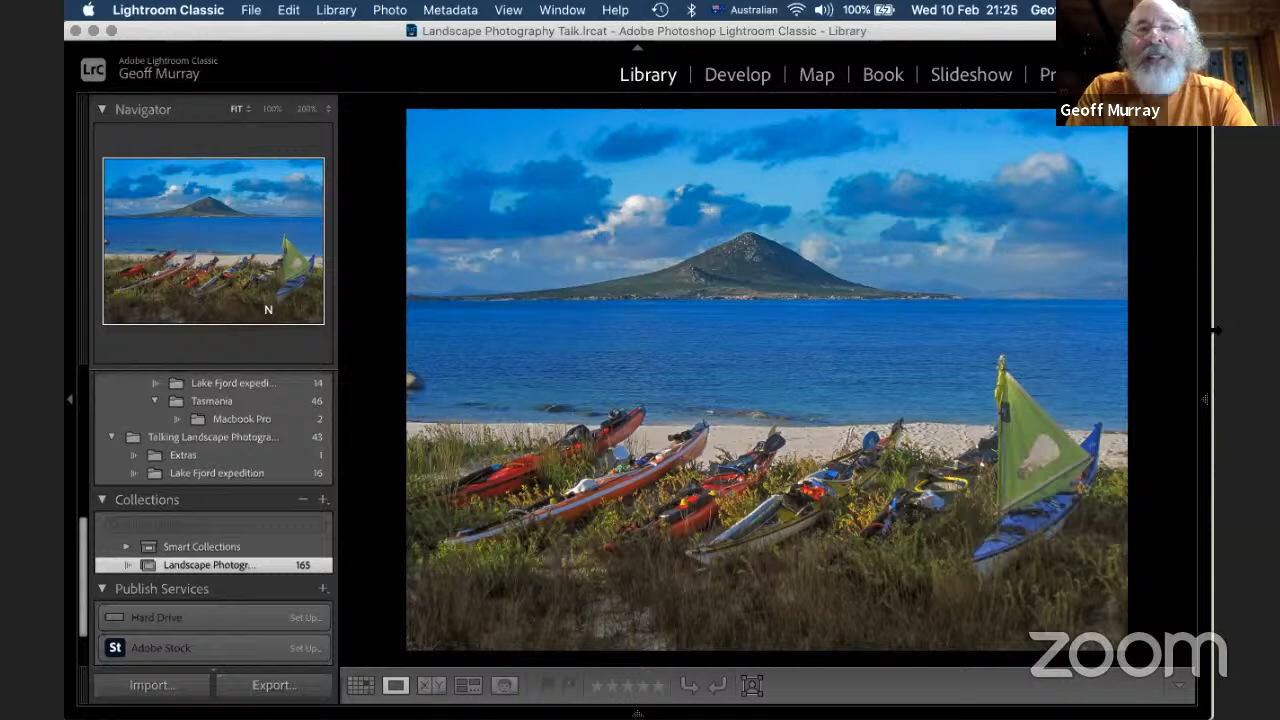 Lightroom Classic File Edit Library Photo Metadata View Window Help Australian 100% Wed 10 Feb 21:25 Geo
Landscape Photography Talk.lrcat - Adobe Photoshop Lightroom Classic - Library
LrC Adobe Lightroom Classic
Geoff Murray
Library | Develop | Map | Book | Slideshow | Pr
Geoff Murray
Navigator FIT 100% 200%
N
Lake Fjord expedi... 14
Tasmania 46
Macbook Pro 2
Talking Landscape Photogra... 43
Extras 1
Lake Fjord expedition 16
Collections
Smart Collections
Landscape Photogr... 165
Publish Services
Hard Drive Set Up...
St Adobe Stock Set Up...
Import... Export...
XY
zoom